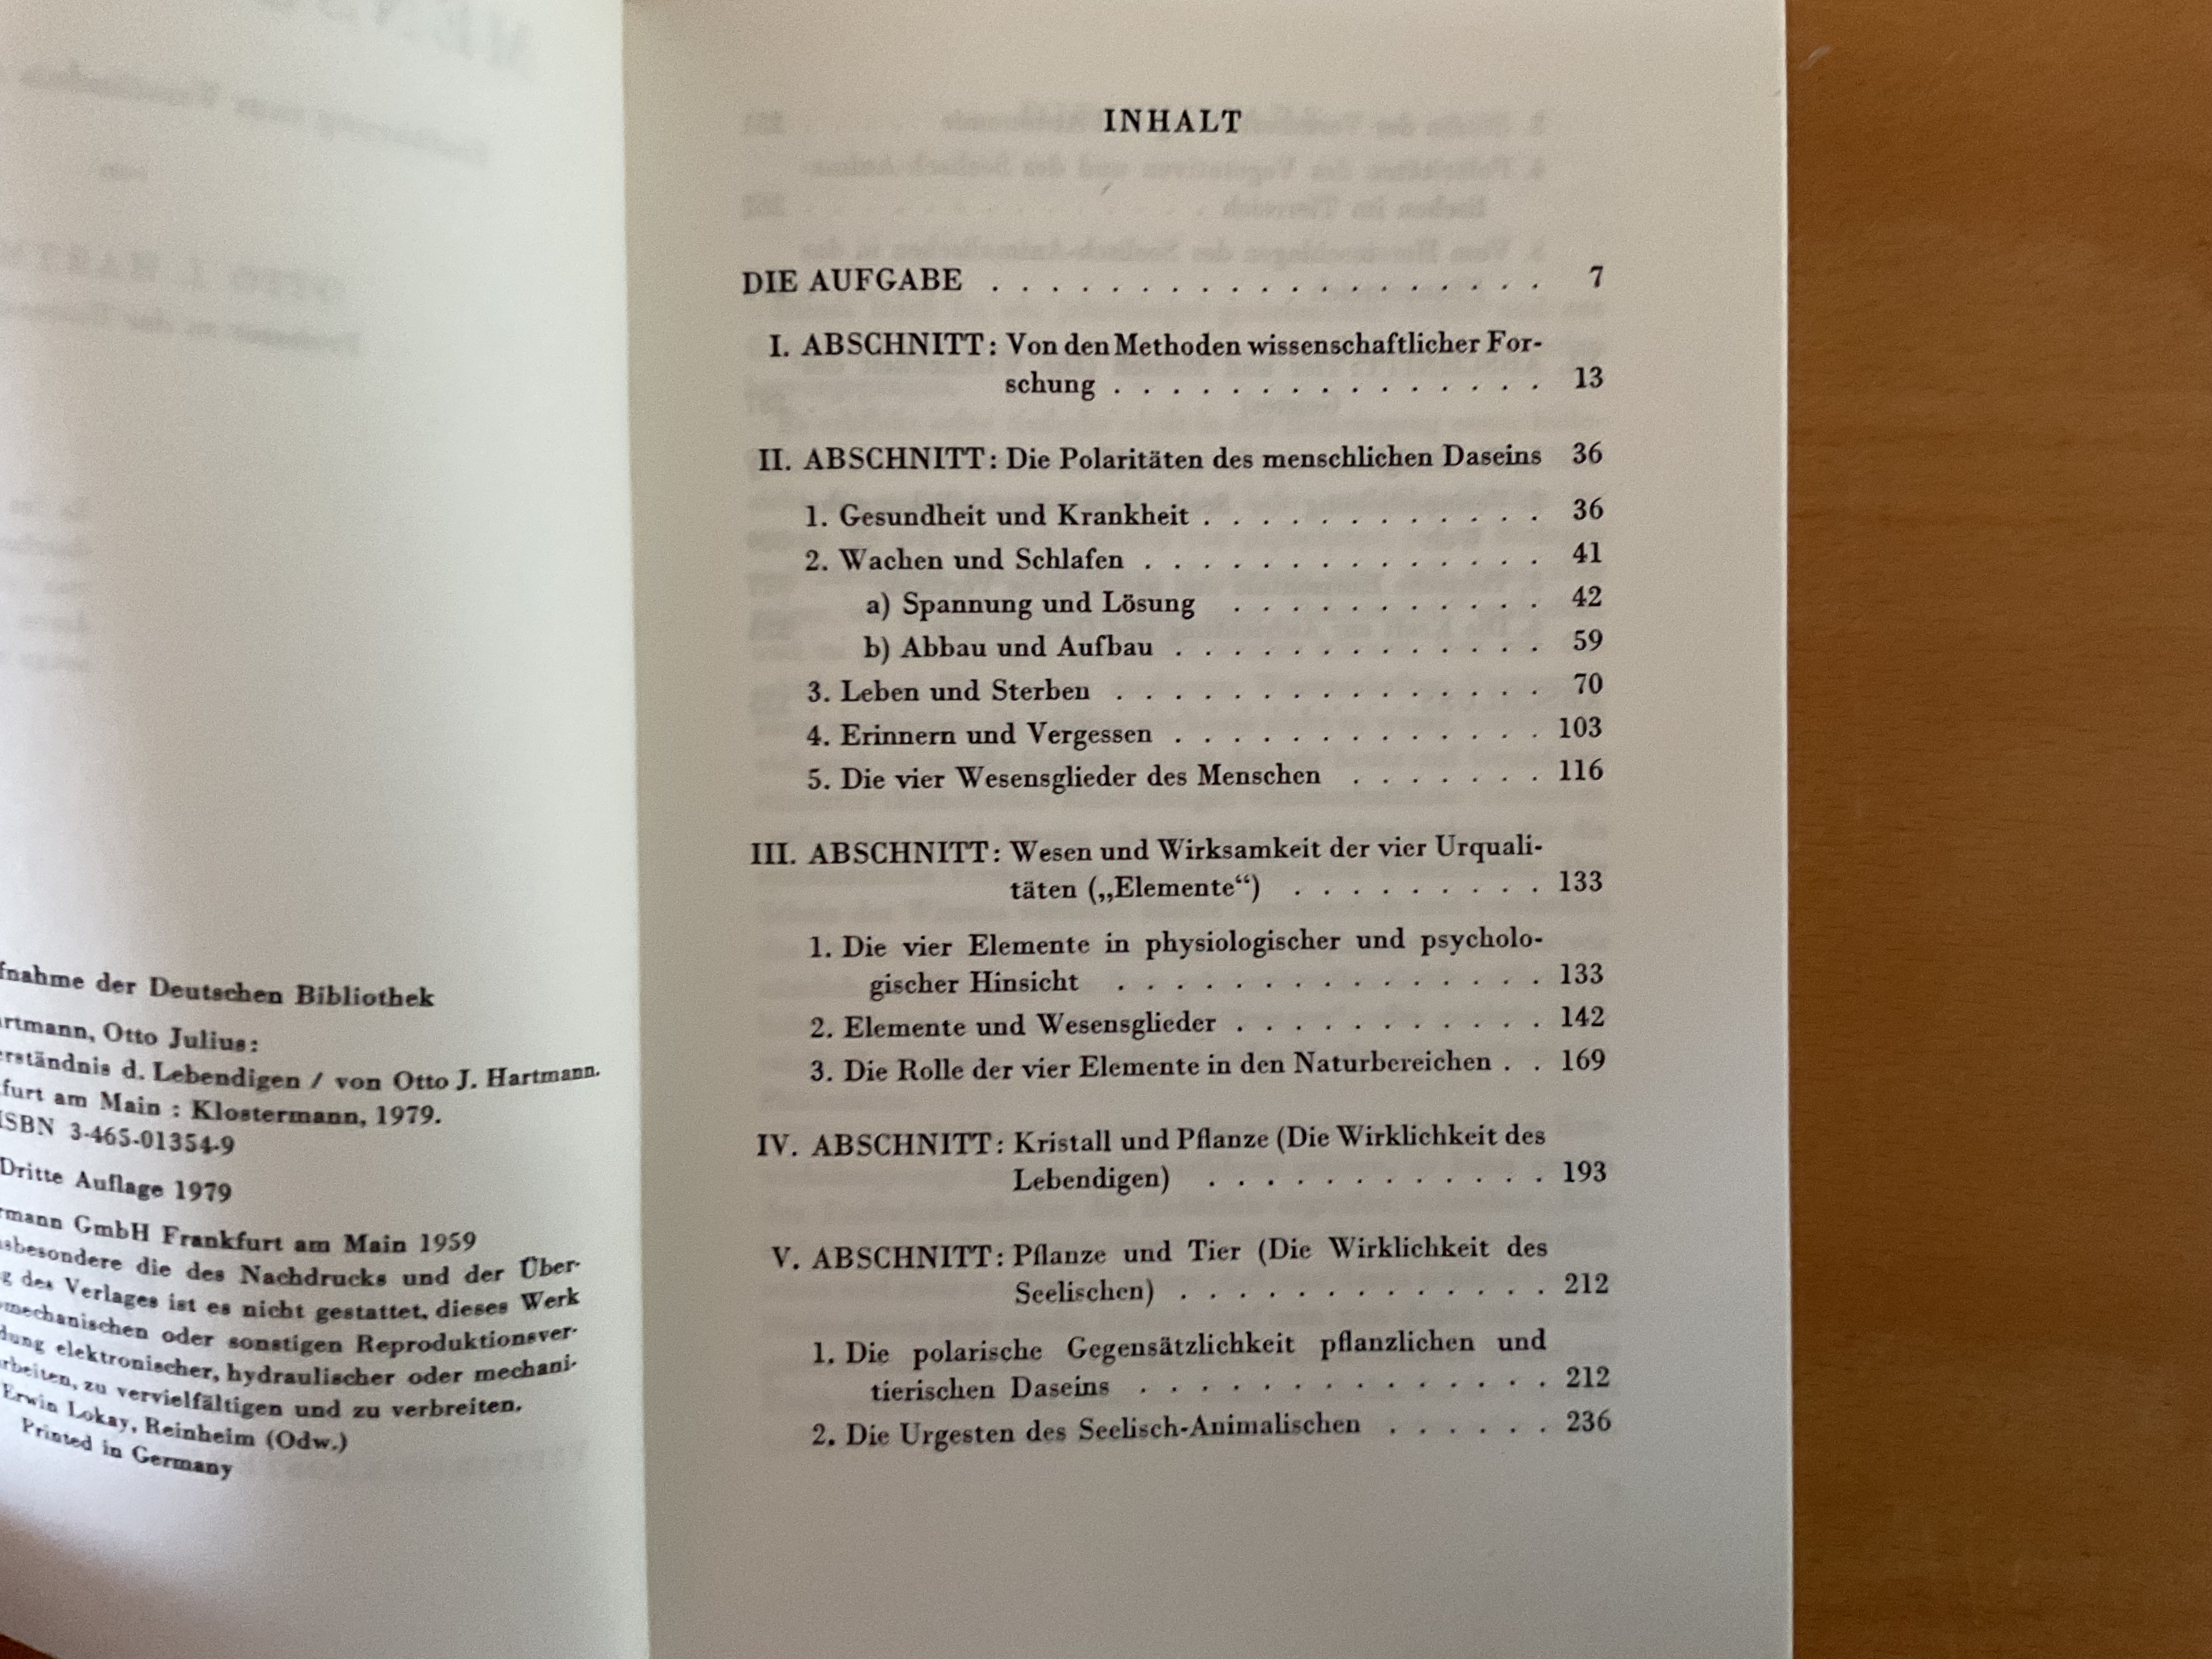 fnahme der Deutschen Bibliothek
rtmann, Otto Julius:
erständnis d. Lebendigen / von Otto J. Hartmann.
furt am Main : Klostermann, 1979.
ISBN 3-465-01354-9
Dritte Auflage 1979
rmann GmbH Frankfurt am Main 1959
nsbesondere die des Nachdrucks und der Über-
g des Verlages ist es nicht gestattet, dieses Werk
omechanischen oder sonstigen Reproduktionsver-
dung elektronischer, hydraulischer oder mechani-
rbeiten, zu vervielfältigen und zu verbreiten.
Erwin Lokay, Reinheim (Odw.)
Printed in Germany
INHALT
DIE AUFGABE . . . . . . . . . . . . . . . . . . . 7
I. ABSCHNITT: Von den Methoden wissenschaftlicher For-
schung . . . . . . . . . . . . . . . 13
II. ABSCHNITT: Die Polaritäten des menschlichen Daseins 36
1. Gesundheit und Krankheit . . . . . . . . . . . . 36
2. Wachen und Schlafen . . . . . . . . . . . . . . 41
a) Spannung und Lösung . . . . . . . . . . . 42
b) Abbau und Aufbau . . . . . . . . . . . . . 59
3. Leben und Sterben . . . . . . . . . . . . . . . 70
4. Erinnern und Vergessen . . . . . . . . . . . . . 103
5. Die vier Wesensglieder des Menschen . . . . . . . 116
III. ABSCHNITT: Wesen und Wirksamkeit der vier Urquali-
täten („Elemente“) . . . . . . . . . 133
1. Die vier Elemente in physiologischer und psycholo-
gischer Hinsicht . . . . . . . . . . . . . . . 133
2. Elemente und Wesensglieder . . . . . . . . . . . 142
3. Die Rolle der vier Elemente in den Naturbereichen . . 169
IV. ABSCHNITT: Kristall und Pflanze (Die Wirklichkeit des
Lebendigen) . . . . . . . . . . . . 193
V. ABSCHNITT: Pflanze und Tier (Die Wirklichkeit des
Seelischen) . . . . . . . . . . . . . 212
1. Die polarische Gegensätzlichkeit pflanzlichen und
tierischen Daseins . . . . . . . . . . . . . . 212
2. Die Urgesten des Seelisch-Animalischen . . . . . . 236